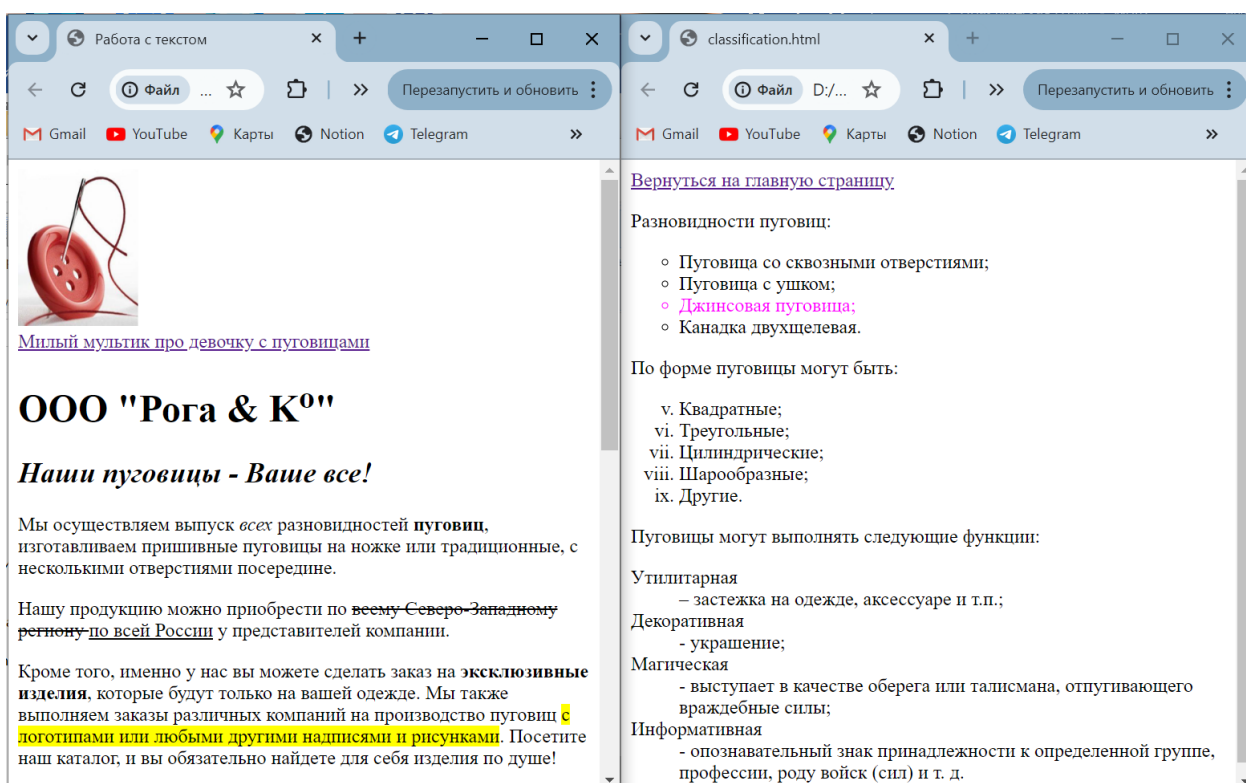 Работа с текстом
Файл
...
Перезапустить и обновить
Gmail
YouTube
Карты
Notion
Telegram
Милый мультик про девочку с пуговицами
ООО "Рога & Кº"
Наши пуговицы - Ваше все!
Мы осуществляем выпуск всех разновидностей пуговиц,
изготавливаем пришивные пуговицы на ножке или традиционные, с
несколькими отверстиями посередине.
Нашу продукцию можно приобрести по всему Северо-Западному
региону по всей России у представителей компании.
Кроме того, именно у нас вы можете сделать заказ на эксклюзивные
изделия, которые будут только на вашей одежде. Мы также
выполняем заказы различных компаний на производство пуговиц с
логотипами или любыми другими надписями и рисунками. Посетите
наш каталог, и вы обязательно найдете для себя изделия по душе!
classification.html
Файл
D:/...
Перезапустить и обновить
Gmail
YouTube
Карты
Notion
Telegram
Вернуться на главную страницу
Разновидности пуговиц:
Пуговица со сквозными отверстиями;
Пуговица с ушком;
Джинсовая пуговица;
Канадка двухщелевая.
По форме пуговицы могут быть:
v. Квадратные;
vi. Треугольные;
vii. Цилиндрические;
viii. Шарообразные;
ix. Другие.
Пуговицы могут выполнять следующие функции:
Утилитарная
– застежка на одежде, аксессуаре и т.п.;
Декоративная
- украшение;
Магическая
- выступает в качестве оберега или талисмана, отпугивающего
враждебные силы;
Информативная
- опознавательный знак принадлежности к определенной группе,
профессии, роду войск (сил) и т. д.